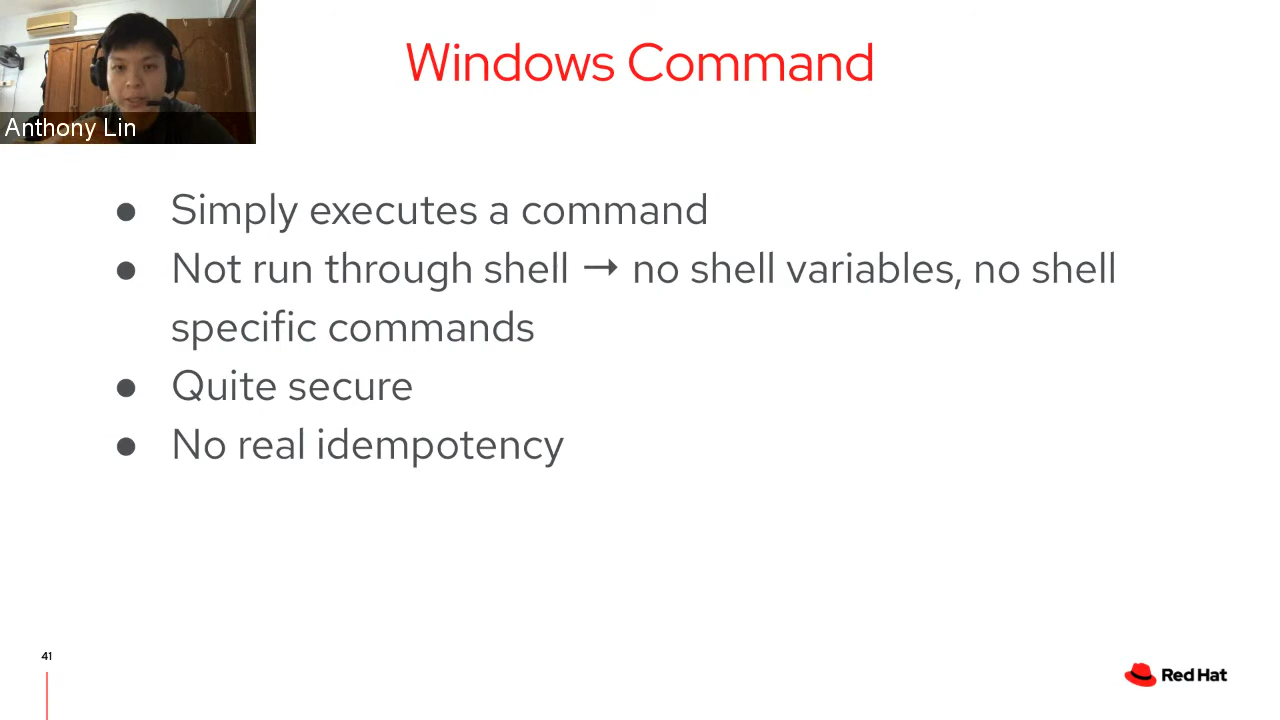 Anthony Lin
Windows Command
● Simply executes a command
● Not run through shell → no shell variables, no shell
specific commands
● Quite secure
● No real idempotency
41
Red Hat